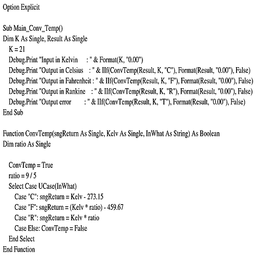 Option Explicit
Sub Main_Conv_Temp()
Dim K As Single, Result As Single
K = 21
Debug.Print "Input in Kelvin : " & Format(K, "0.00")
Debug.Print "Output in Celsius : " & IIf(ConvTemp(Result, K, "C"), Format(Result, "0.00"), False)
Debug.Print "Output in Fahrenheit : " & IIf(ConvTemp(Result, K, "F"), Format(Result, "0.00"), False)
Debug.Print "Output in Rankine : " & IIf(ConvTemp(Result, K, "R"), Format(Result, "0.00"), False)
Debug.Print "Output error : " & IIf(ConvTemp(Result, K, "T"), Format(Result, "0.00"), False)
End Sub
Function ConvTemp(sngReturn As Single, Kelv As Single, InWhat As String) As Boolean
Dim ratio As Single
ConvTemp = True
ratio = 9 / 5
Select Case UCase(InWhat)
Case "C": sngReturn = Kelv - 273.15
Case "F": sngReturn = (Kelv * ratio) - 459.67
Case "R": sngReturn = Kelv * ratio
Case Else: ConvTemp = False
End Select
End Function